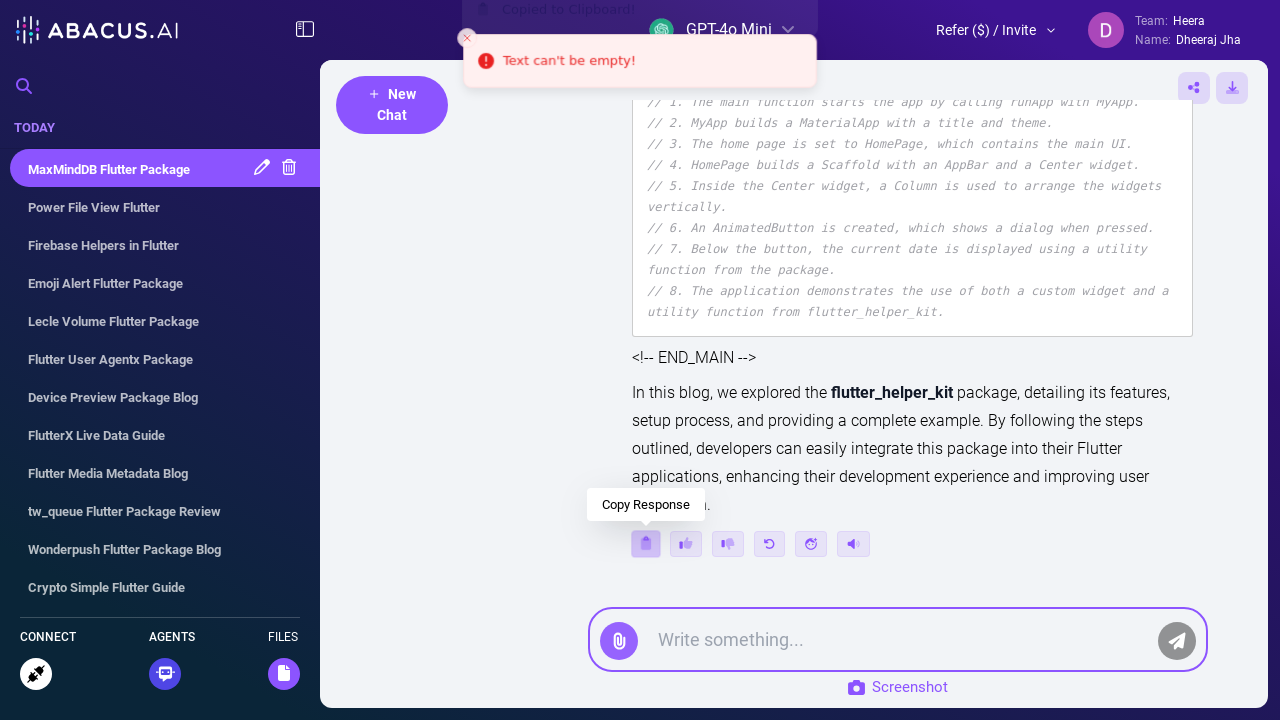 ABACUS.AI
Copied to Clipboard!
GPT-4o Mini
Text can't be empty!
Refer ($) / Invite
D
Team: Heera
Name: Dheeraj Jha
TODAY
MaxMindDB Flutter Package
Power File View Flutter
Firebase Helpers in Flutter
Emoji Alert Flutter Package
Lecle Volume Flutter Package
Flutter User Agentx Package
Device Preview Package Blog
FlutterX Live Data Guide
Flutter Media Metadata Blog
tw_queue Flutter Package Review
Wonderpush Flutter Package Blog
Crypto Simple Flutter Guide
CONNECT
AGENTS
FILES
+ New
Chat
// 1. The main function starts the app by calling runApp with MyApp.
// 2. MyApp builds a MaterialApp with a title and theme.
// 3. The home page is set to HomePage, which contains the main UI.
// 4. HomePage builds a Scaffold with an AppBar and a Center widget.
// 5. Inside the Center widget, a Column is used to arrange the widgets
vertically.
// 6. An AnimatedButton is created, which shows a dialog when pressed.
// 7. Below the button, the current date is displayed using a utility
function from the package.
// 8. The application demonstrates the use of both a custom widget and a
utility function from flutter_helper_kit.
<!-- END_MAIN -->
In this blog, we explored the flutter_helper_kit package, detailing its features,
setup process, and providing a complete example. By following the steps
outlined, developers can easily integrate this package into their Flutter
applications, enhancing their development experience and improving user
Copy Response
Write something...
Screenshot